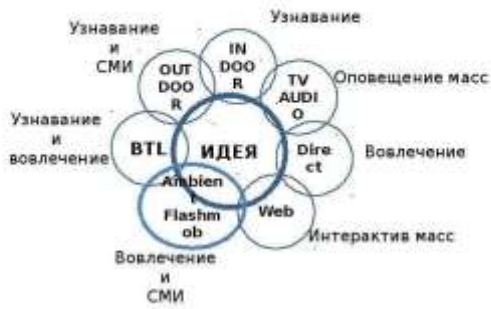 Узнавание
Узнавание
и
СМИ
IN
DOO
R
OUT
DOO
R
TV
AUDI
O
Оповещение масс
Узнавание
и
вовлечение
BTL
ИДЕЯ
Dire
ct
Вовлечение
Ambien
t
Flashm
ob
Web
Интерактив масс
Вовлечение
и
СМИ